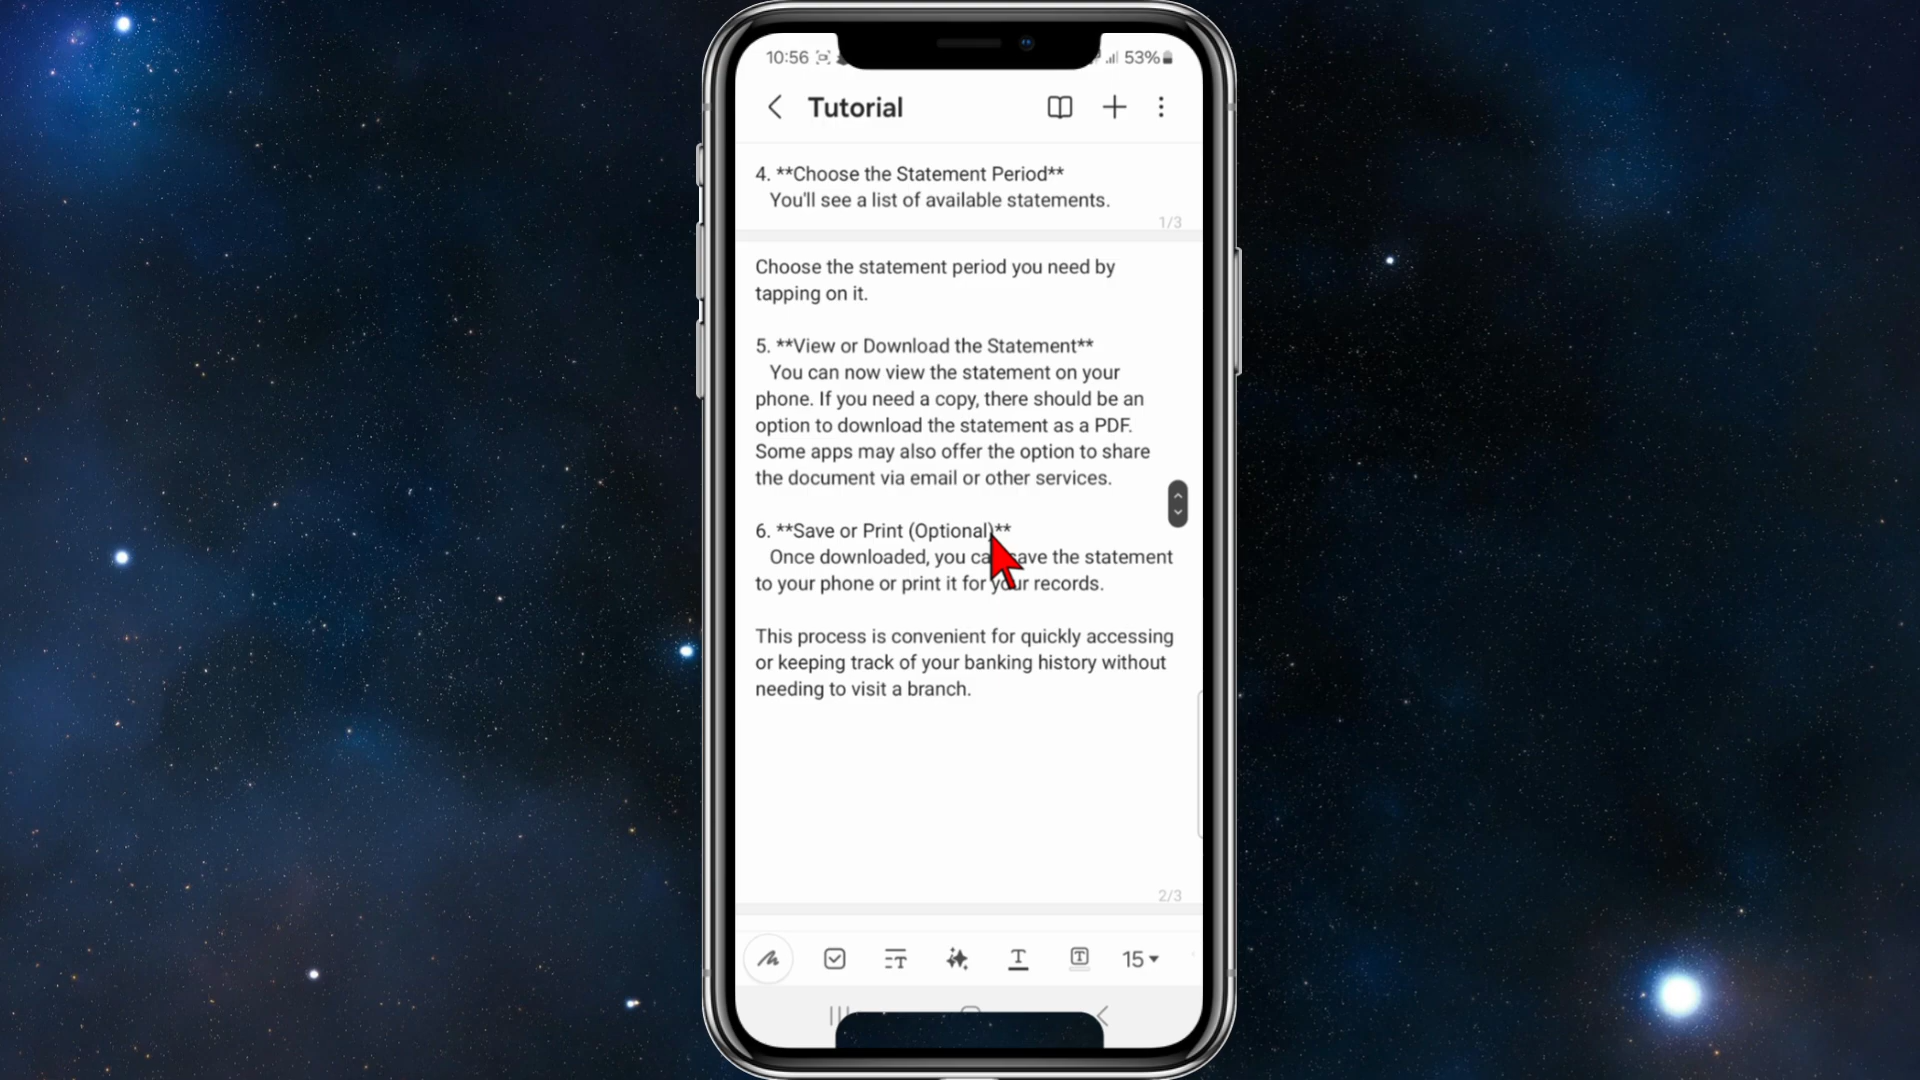 10:56
53%
Tutorial
4. **Choose the Statement Period**
You'll see a list of available statements.
1/3
Choose the statement period you need by
tapping on it.
5. **View or Download the Statement**
You can now view the statement on your
phone. If you need a copy, there should be an
option to download the statement as a PDF.
Some apps may also offer the option to share
the document via email or other services.
6. **Save or Print (Optional)**
Once downloaded, you can save the statement
to your phone or print it for your records.
This process is convenient for quickly accessing
or keeping track of your banking history without
needing to visit a branch.
2/3
15